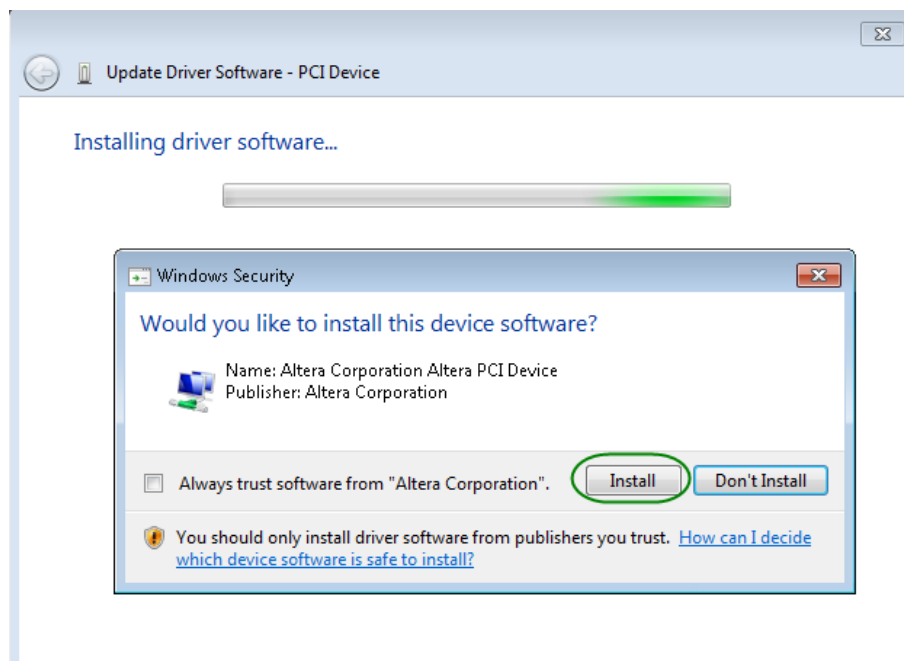 Update Driver Software - PCI Device
Installing driver software...
Windows Security
Would you like to install this device software?
Name: Altera Corporation Altera PCI Device
Publisher: Altera Corporation
Always trust software from "Altera Corporation".
Install
Don't Install
You should only install driver software from publishers you trust. How can I decide
which device software is safe to install?